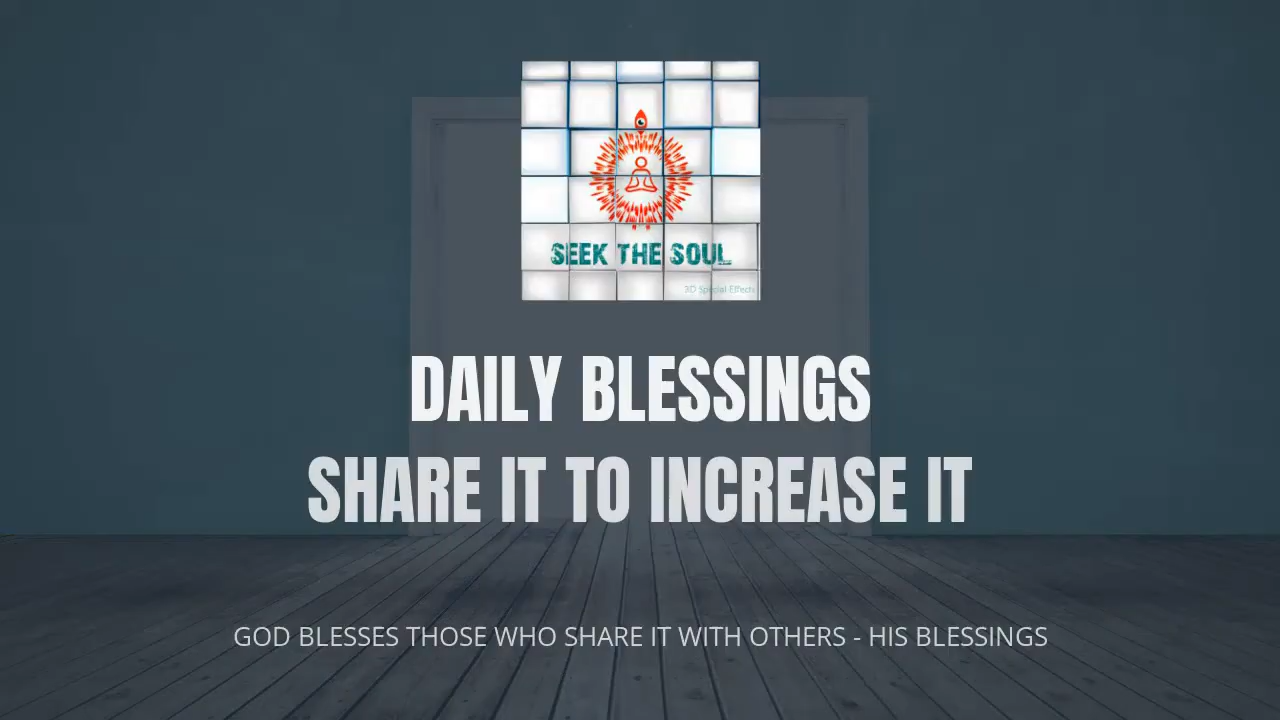 SEEK THE SOUL
3D Special Effects
DAILY BLESSINGS
SHARE IT TO INCREASE IT
GOD BLESSES THOSE WHO SHARE IT WITH OTHERS - HIS BLESSINGS